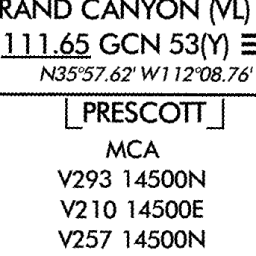 RAND CANYON (VL)
111.65 GCN 53(Y)
N35°57.62' W112°08.76'
PRESCOTT
MCA
V293 14500N
V210 14500E
V257 14500N